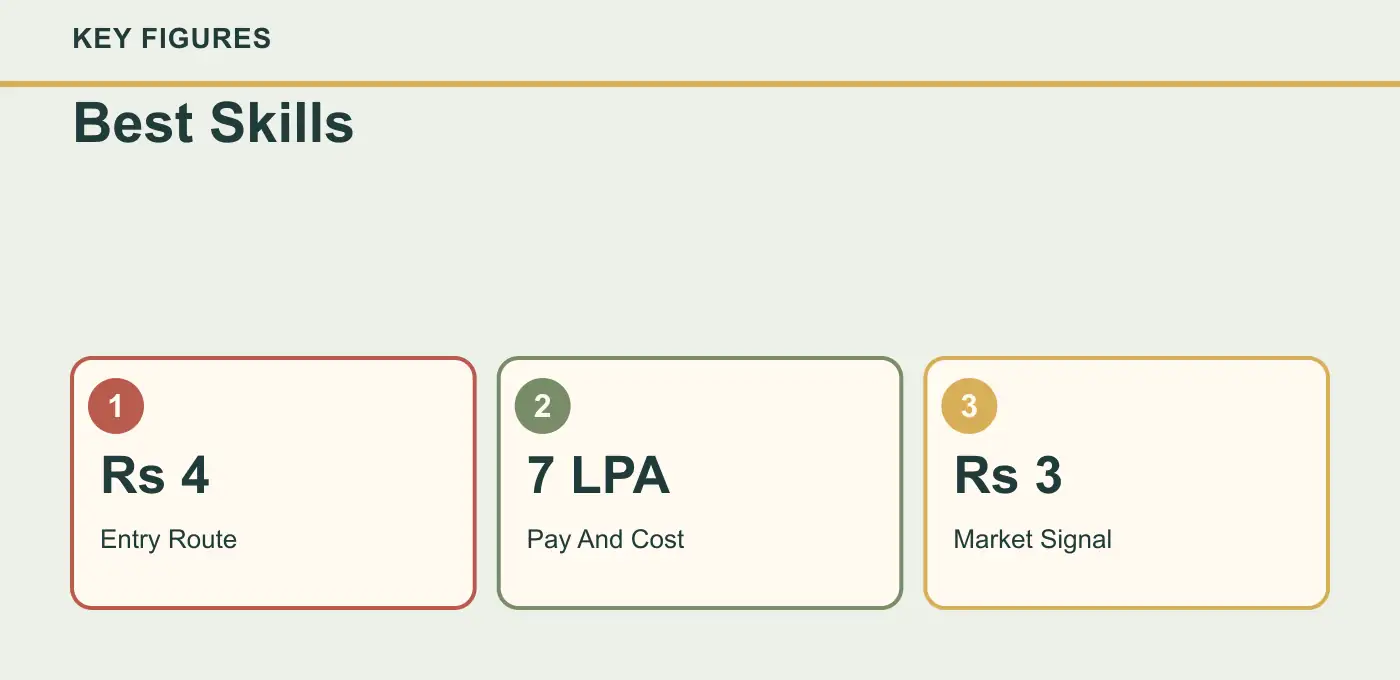 KEY FIGURES
Best Skills
1
Rs 4
Entry Route
2
7 LPA
Pay And Cost
3
Rs 3
Market Signal